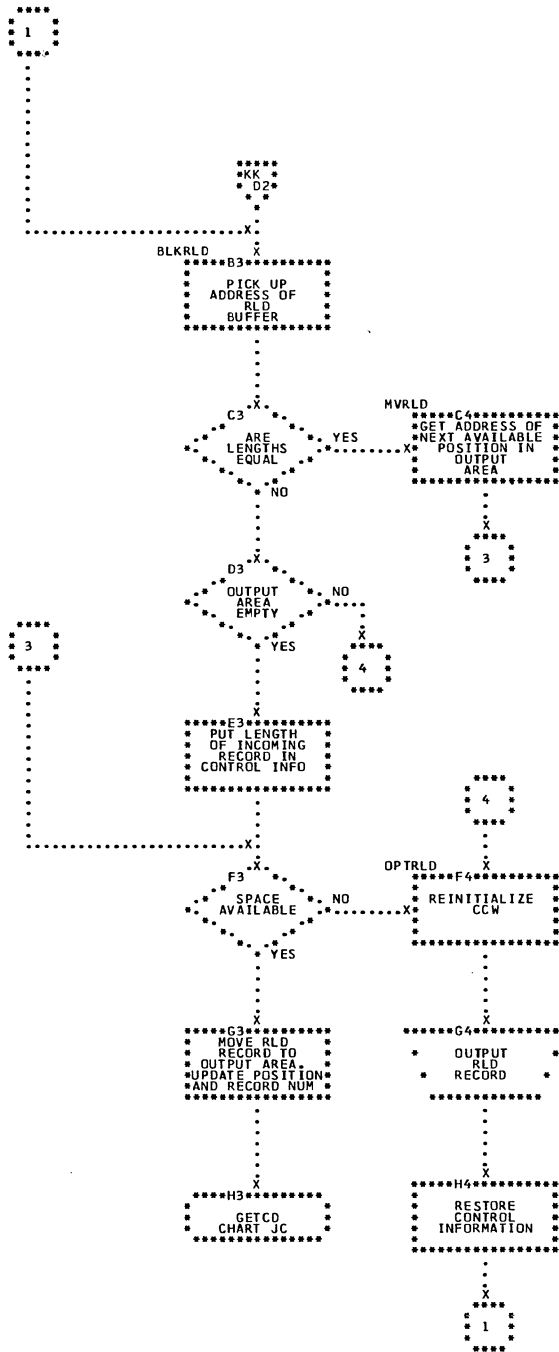 1
KK
D2
BLKRLD
B3
PICK UP
ADDRESS OF
RLD
BUFFER
C3
ARE
LENGTHS
EQUAL
YES
NO
MVRLD
C4
GET ADDRESS OF
NEXT AVAILABLE
POSITION IN
OUTPUT
AREA
3
D3
OUTPUT
AREA
EMPTY
NO
YES
4
3
E3
PUT LENGTH
OF INCOMING
RECORD IN
CONTROL INFO
4
F3
SPACE
AVAILABLE
NO
YES
OPTRLD
F4
REINITIALIZE
CCW
G3
MOVE RLD
RECORD TO
OUTPUT AREA.
UPDATE POSITION
AND RECORD NUM
G4
OUTPUT
RLD
RECORD
H3
GETCD
CHART JC
H4
RESTORE
CONTROL
INFORMATION
1